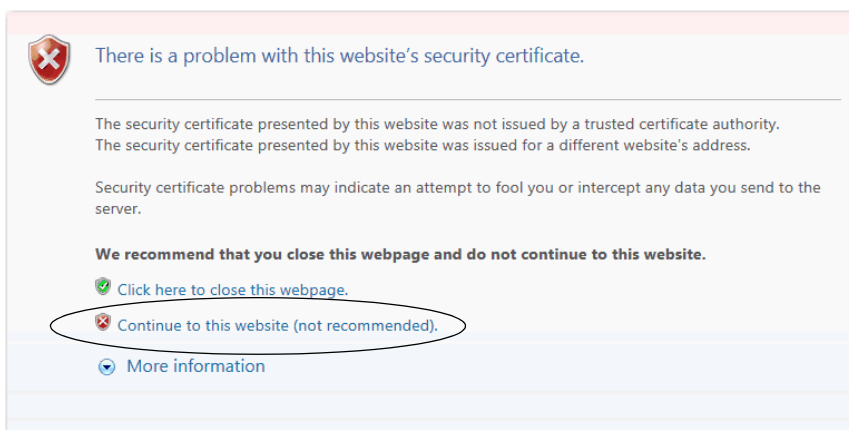 There is a problem with this website’s security certificate.
The security certificate presented by this website was not issued by a trusted certificate authority.
The security certificate presented by this website was issued for a different website's address.
Security certificate problems may indicate an attempt to fool you or intercept any data you send to the
server.
We recommend that you close this webpage and do not continue to this website.
Click here to close this webpage.
Continue to this website (not recommended).
More information